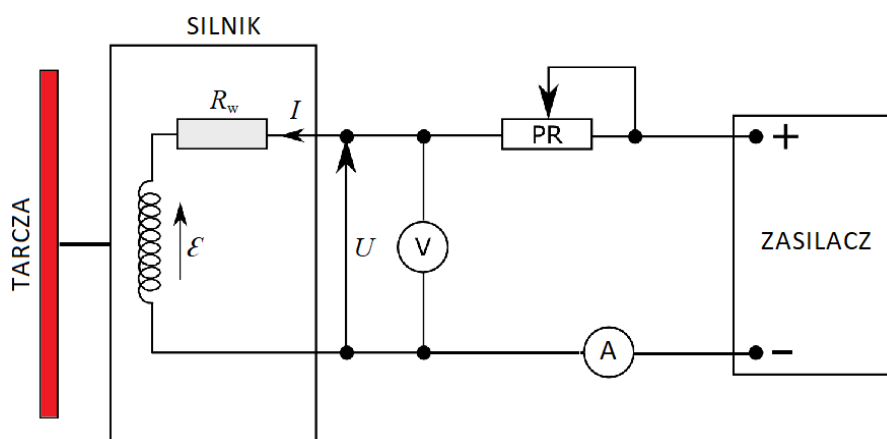 SILNIK
TARCZA
R_w
I
ℰ
U
V
PR
A
+
ZASILACZ
−